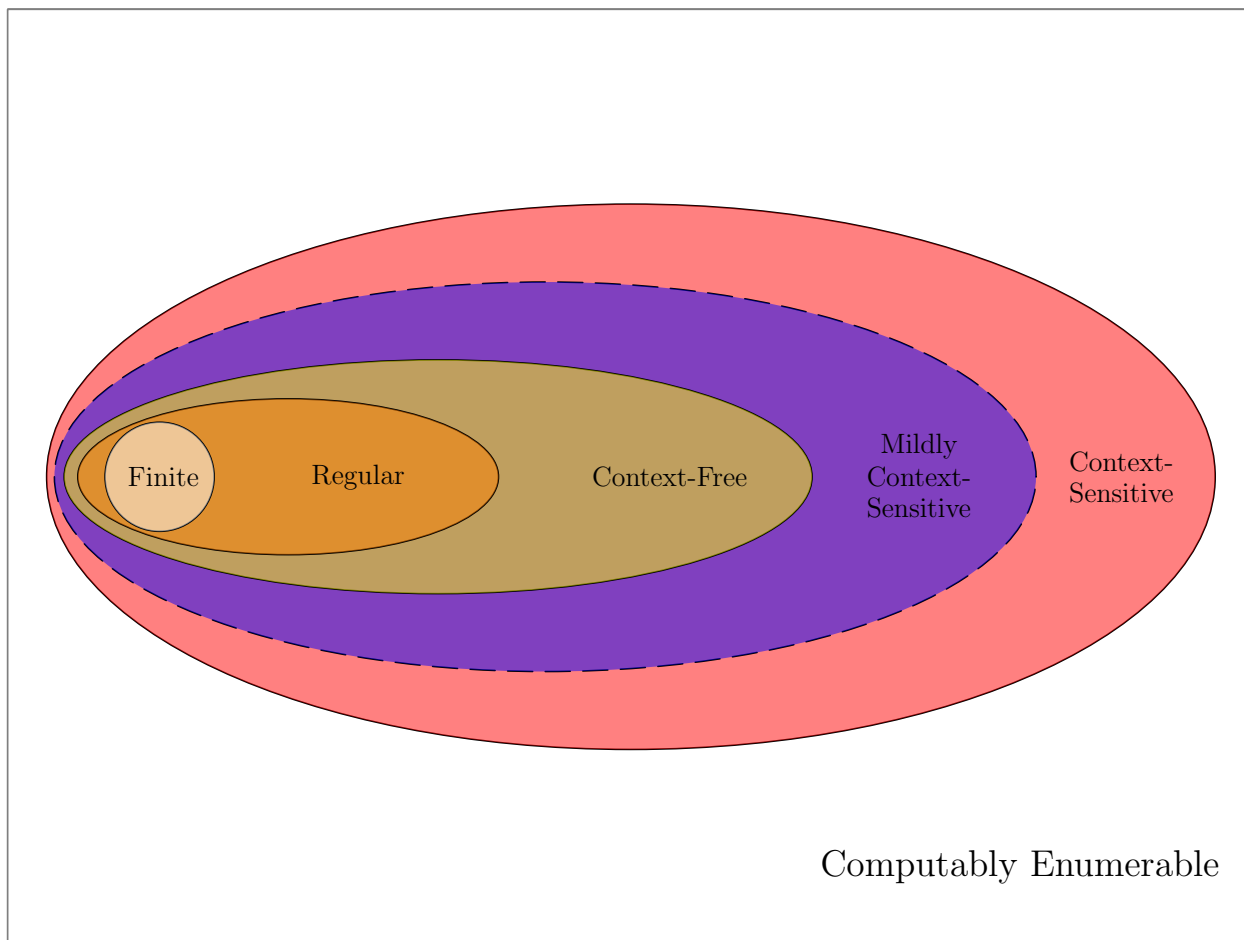 Finite
Regular
Context-Free
Mildly
Context-
Sensitive
Context-
Sensitive
Computably Enumerable